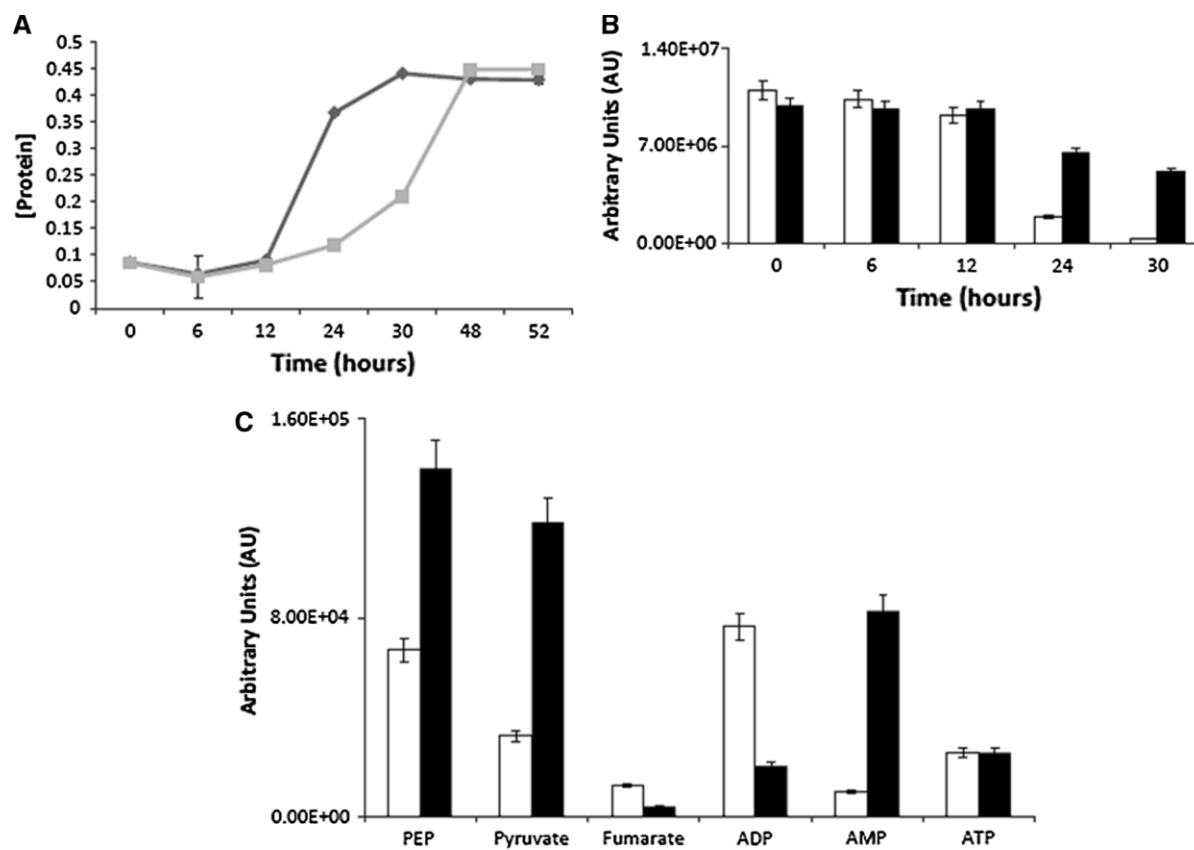 A
[Protein]
0.5
0.45
0.4
0.35
0.3
0.25
0.2
0.15
0.1
0.05
0
0 6 12 24 30 48 52
Time (hours)
B
Arbitrary Units (AU)
1.40E+07
7.00E+06
0.00E+00
0 6 12 24 30
Time (hours)
C
Arbitrary Units (AU)
1.60E+05
8.00E+04
0.00E+00
PEP Pyruvate Fumarate ADP AMP ATP